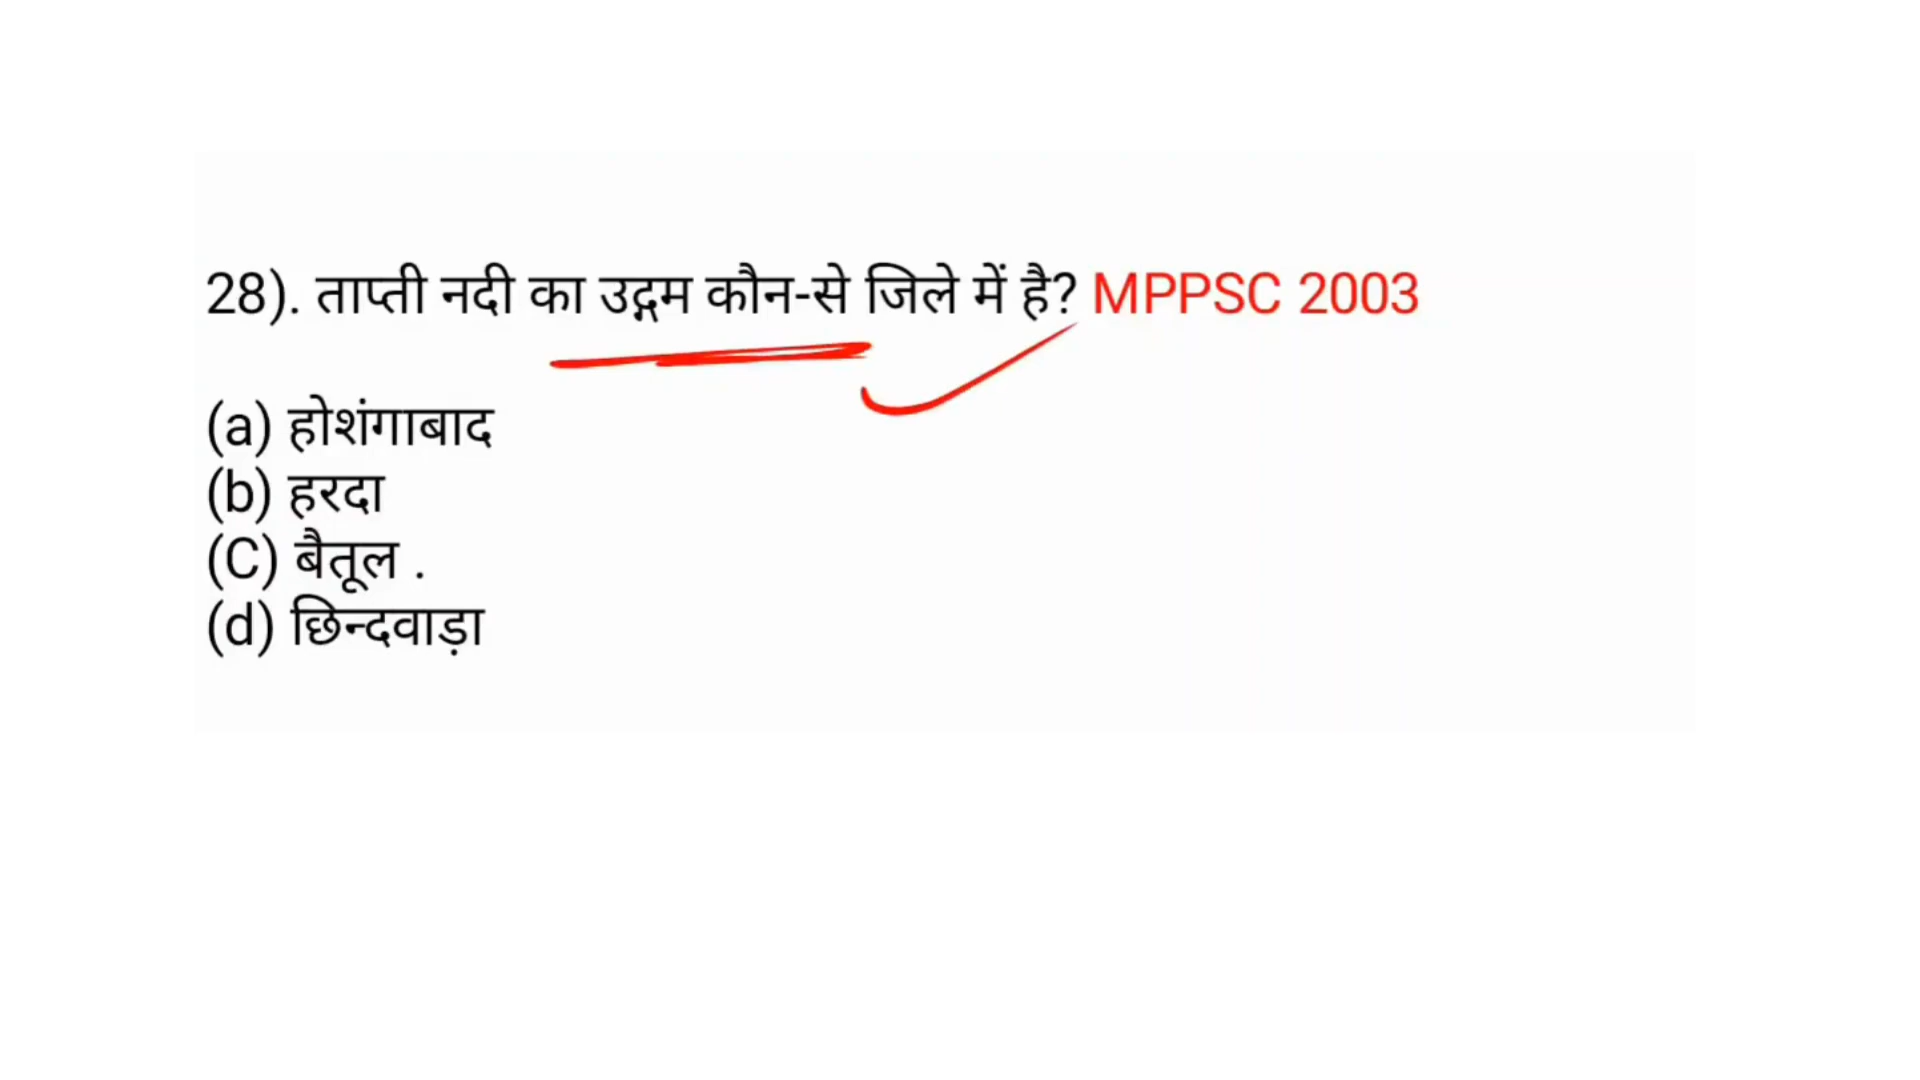 28). ताप्ती नदी का उद्गम कौन-से जिले में है? MPPSC 2003
(a) होशंगाबाद
(b) हरदा
(C) बैतूल .
(d) छिन्दवाड़ा